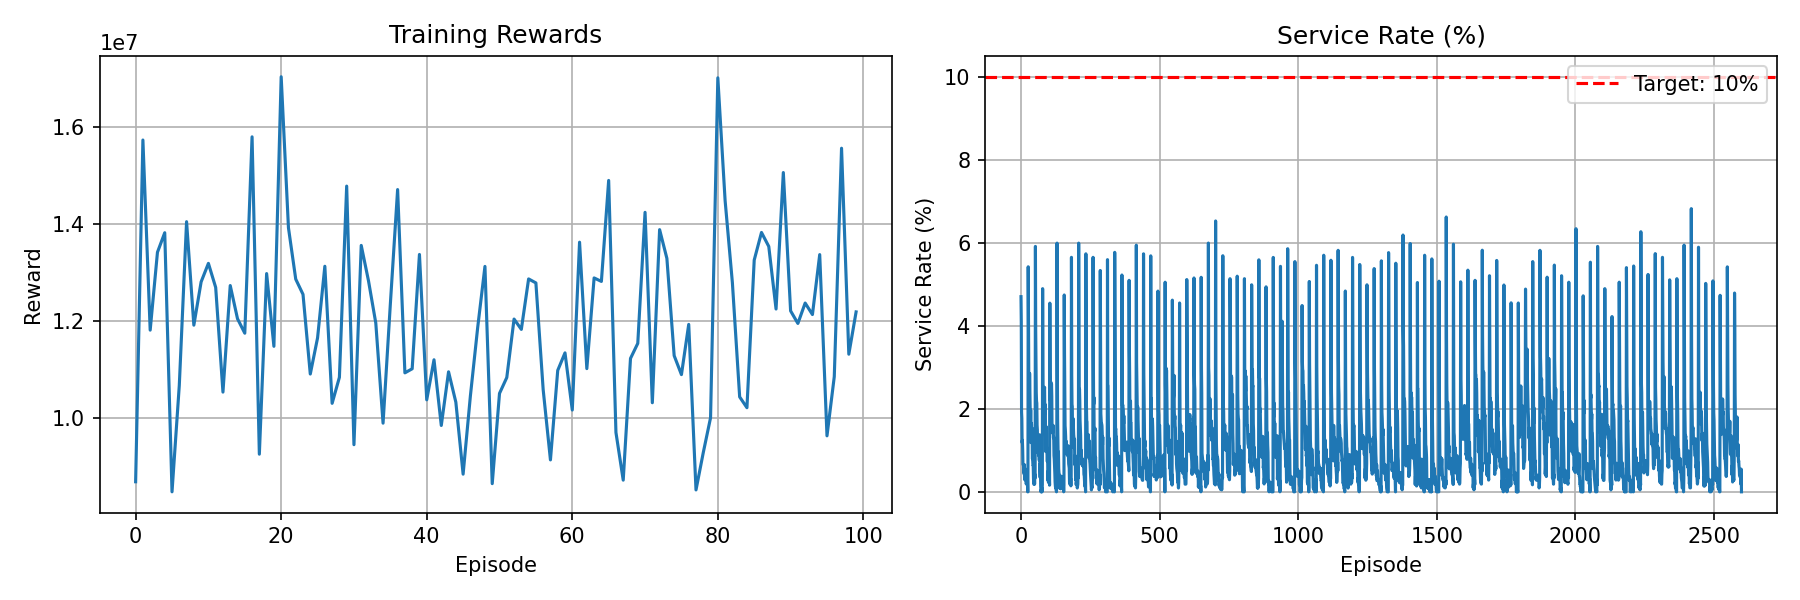 Training Rewards
1e7
1.6
1.4
1.2
1.0
Reward
0 20 40 60 80 100
Episode
Service Rate (%)
10
8
6
4
2
0
Service Rate (%)
Target: 10%
0 500 1000 1500 2000 2500
Episode